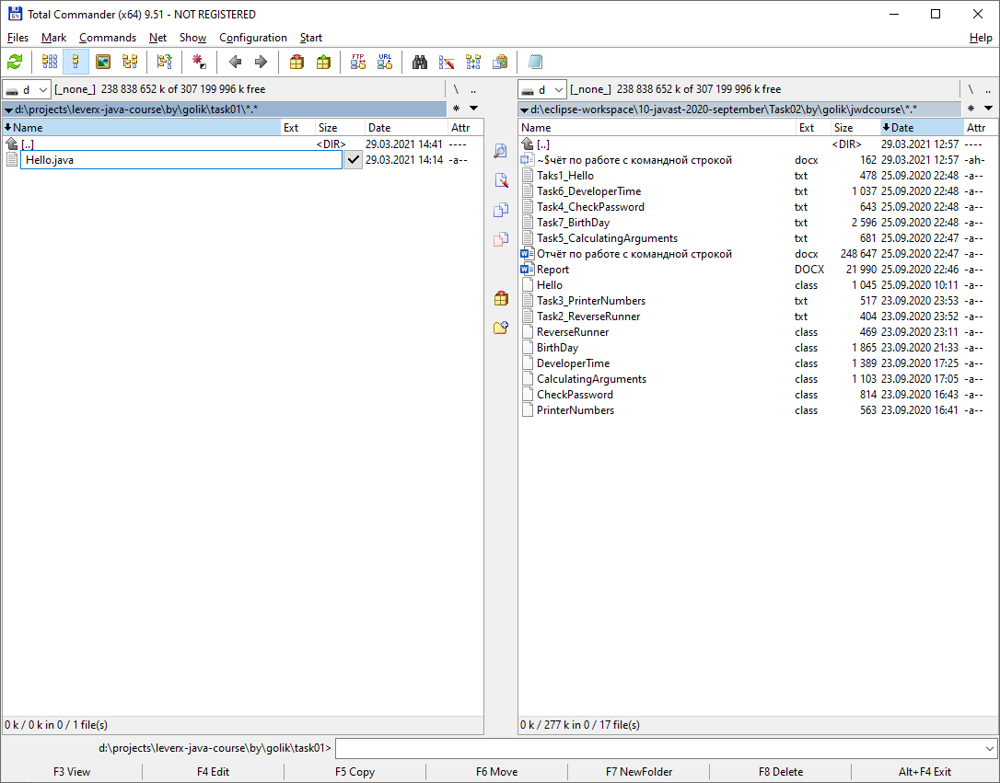 Total Commander (x64) 9.51 - NOT REGISTERED
Files Mark Commands Net Show Configuration Start Help
FTP URL
d [_none_] 238 838 652 k of 307 199 996 k free \ ..
d:\projects\leverx-java-course\by\golik\task01\*.* *
Name Ext Size Date Attr
[..] <DIR> 29.03.2021 14:41 ----
Hello.java 29.03.2021 14:14 -a--
0 k / 0 k in 0 / 1 file(s)
d [_none_] 238 838 652 k of 307 199 996 k free \ ..
d:\eclipse-workspace\10-javast-2020-september\Task02\by\golik\jwdcourse\*.* *
Name Ext Size Date Attr
[..] <DIR> 29.03.2021 12:57 ----
~$чёт по работе с командной строкой docx 162 29.03.2021 12:57 -ah-
Taks1_Hello txt 478 25.09.2020 22:48 -a--
Task6_DeveloperTime txt 1 037 25.09.2020 22:48 -a--
Task4_CheckPassword txt 643 25.09.2020 22:48 -a--
Task7_BirthDay txt 2 596 25.09.2020 22:48 -a--
Task5_CalculatingArguments txt 681 25.09.2020 22:47 -a--
Отчёт по работе с командной строкой docx 248 647 25.09.2020 22:47 -a--
Report DOCX 21 990 25.09.2020 22:46 -a--
Hello class 1 045 25.09.2020 10:11 -a--
Task3_PrinterNumbers txt 517 23.09.2020 23:53 -a--
Task2_ReverseRunner txt 404 23.09.2020 23:52 -a--
ReverseRunner class 469 23.09.2020 23:11 -a--
BirthDay class 1 865 23.09.2020 21:33 -a--
DeveloperTime class 1 389 23.09.2020 17:25 -a--
CalculatingArguments class 1 103 23.09.2020 17:05 -a--
CheckPassword class 814 23.09.2020 16:43 -a--
PrinterNumbers class 563 23.09.2020 16:41 -a--
0 k / 277 k in 0 / 17 file(s)
d:\projects\leverx-java-course\by\golik\task01>
F3 View F4 Edit F5 Copy F6 Move F7 NewFolder F8 Delete Alt+F4 Exit